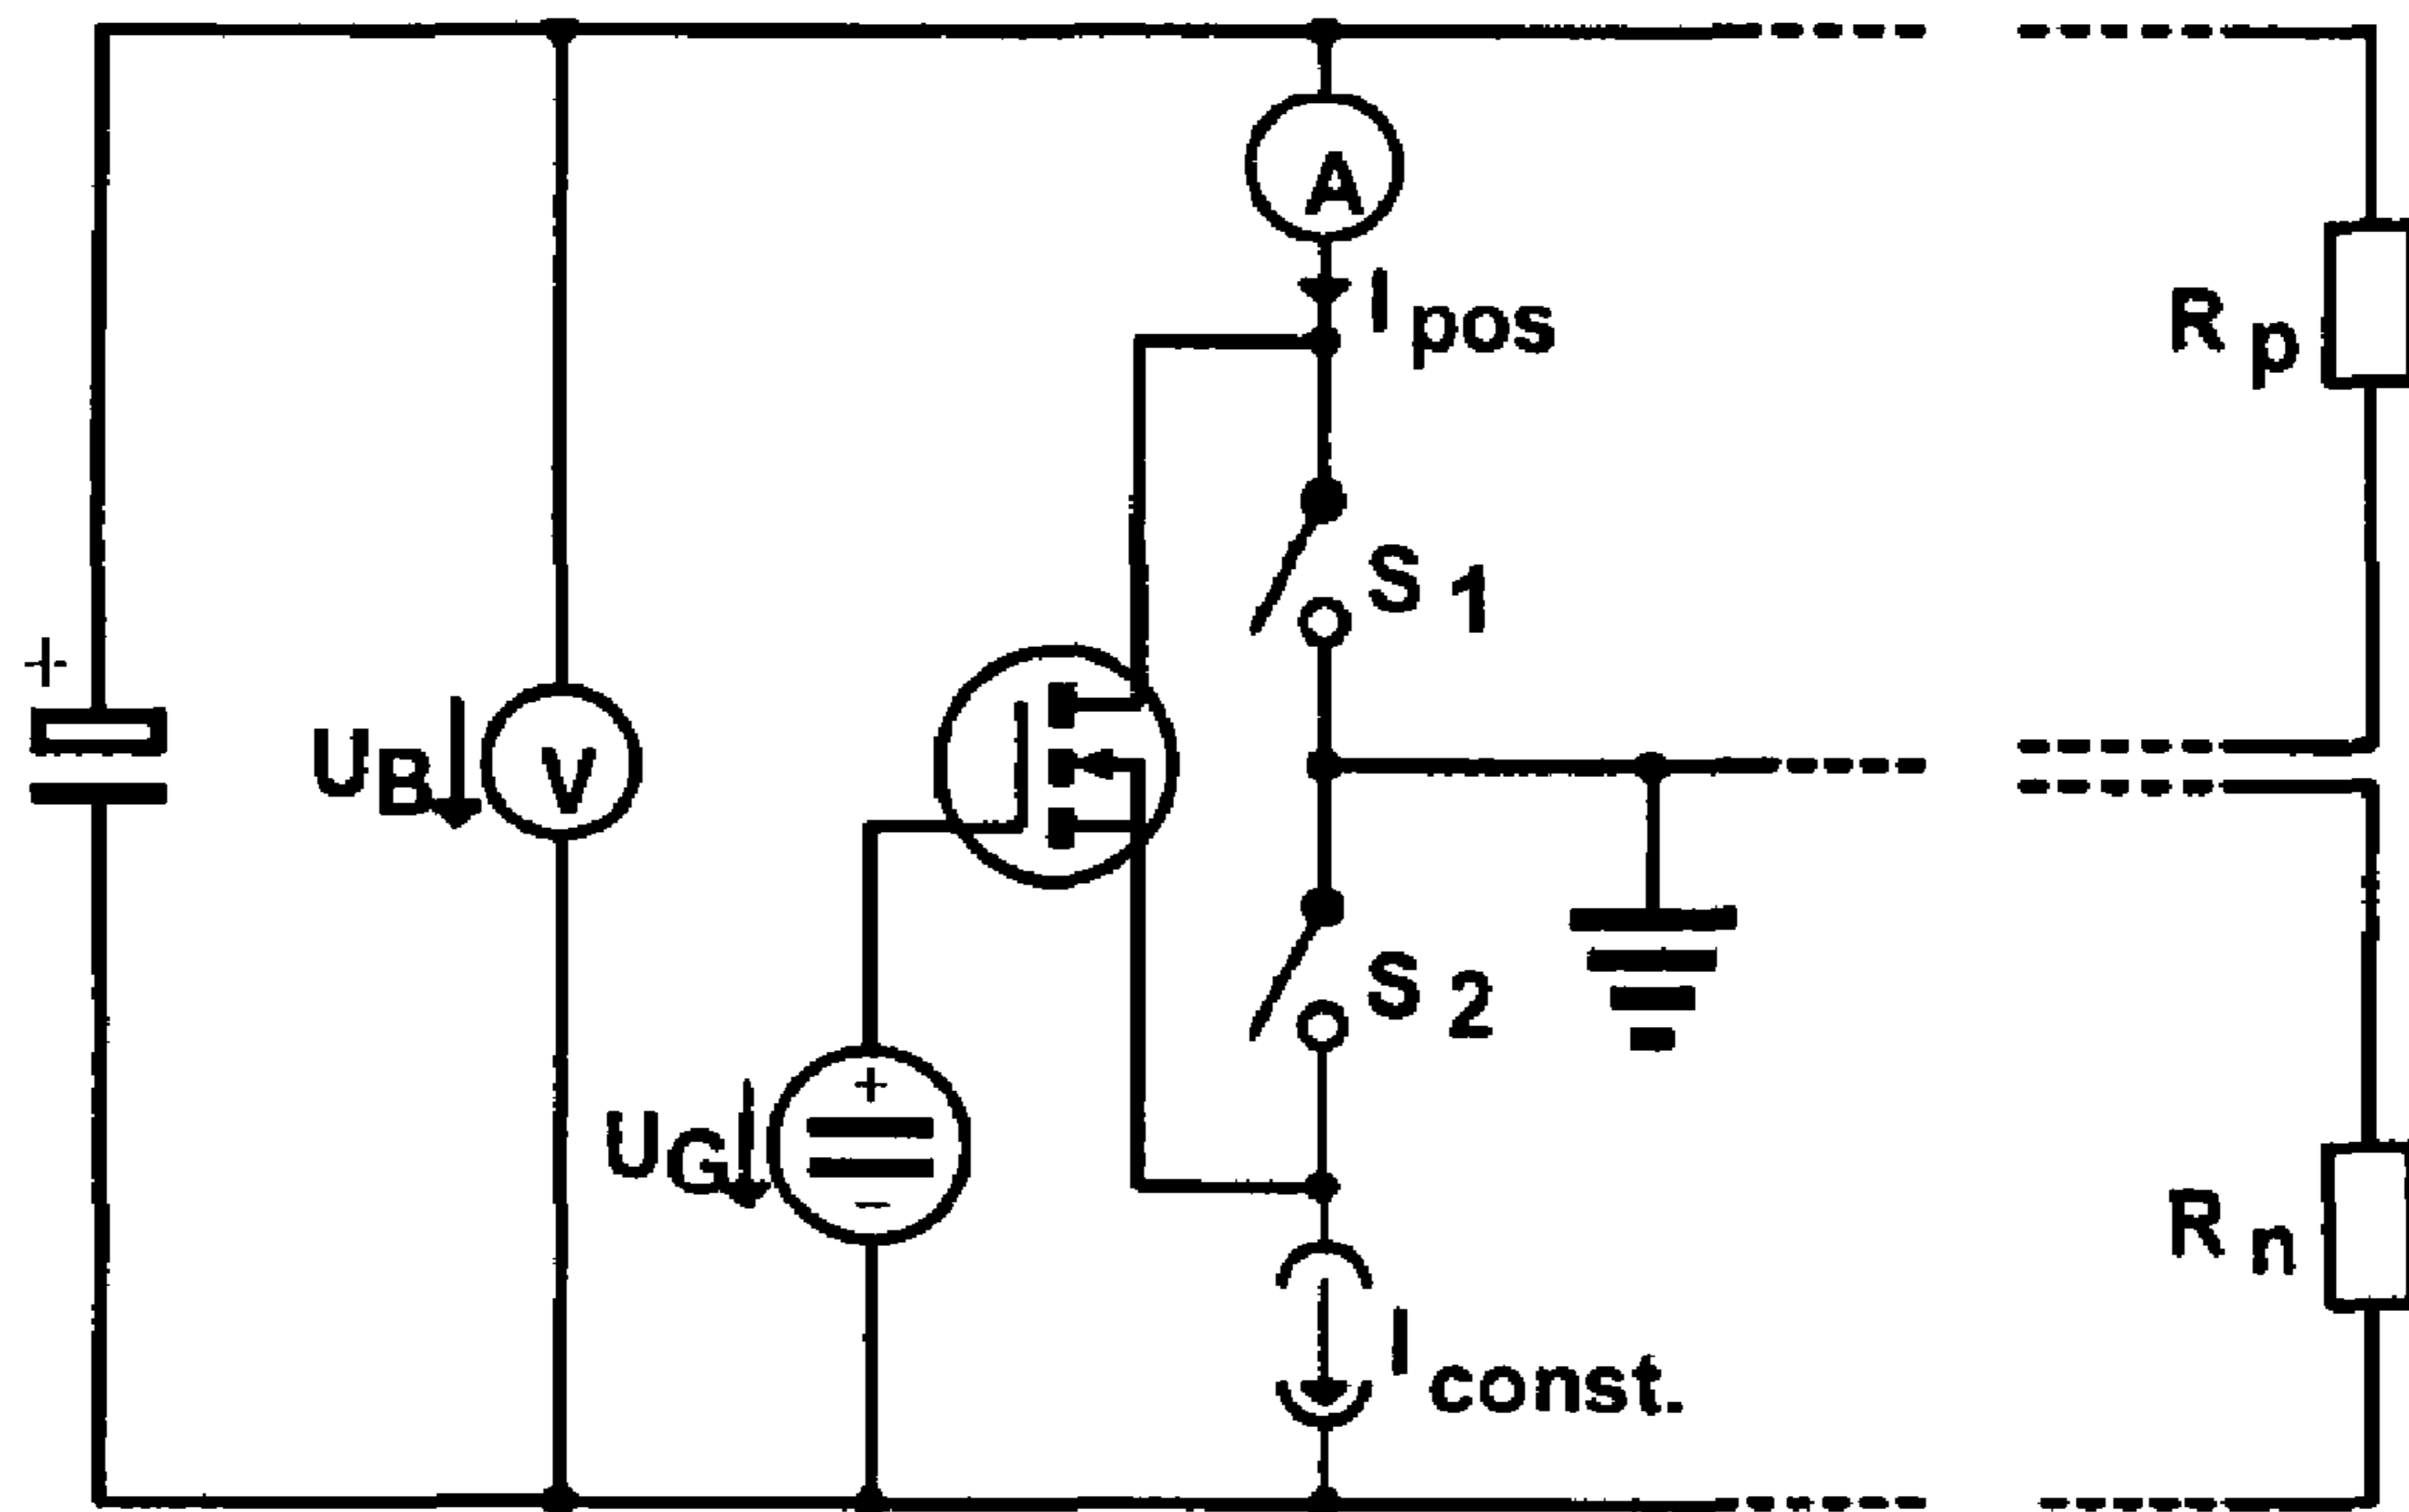 A
I pos
R p
S 1
+
U B
V
S 2
+
U G
−
R n
I const.